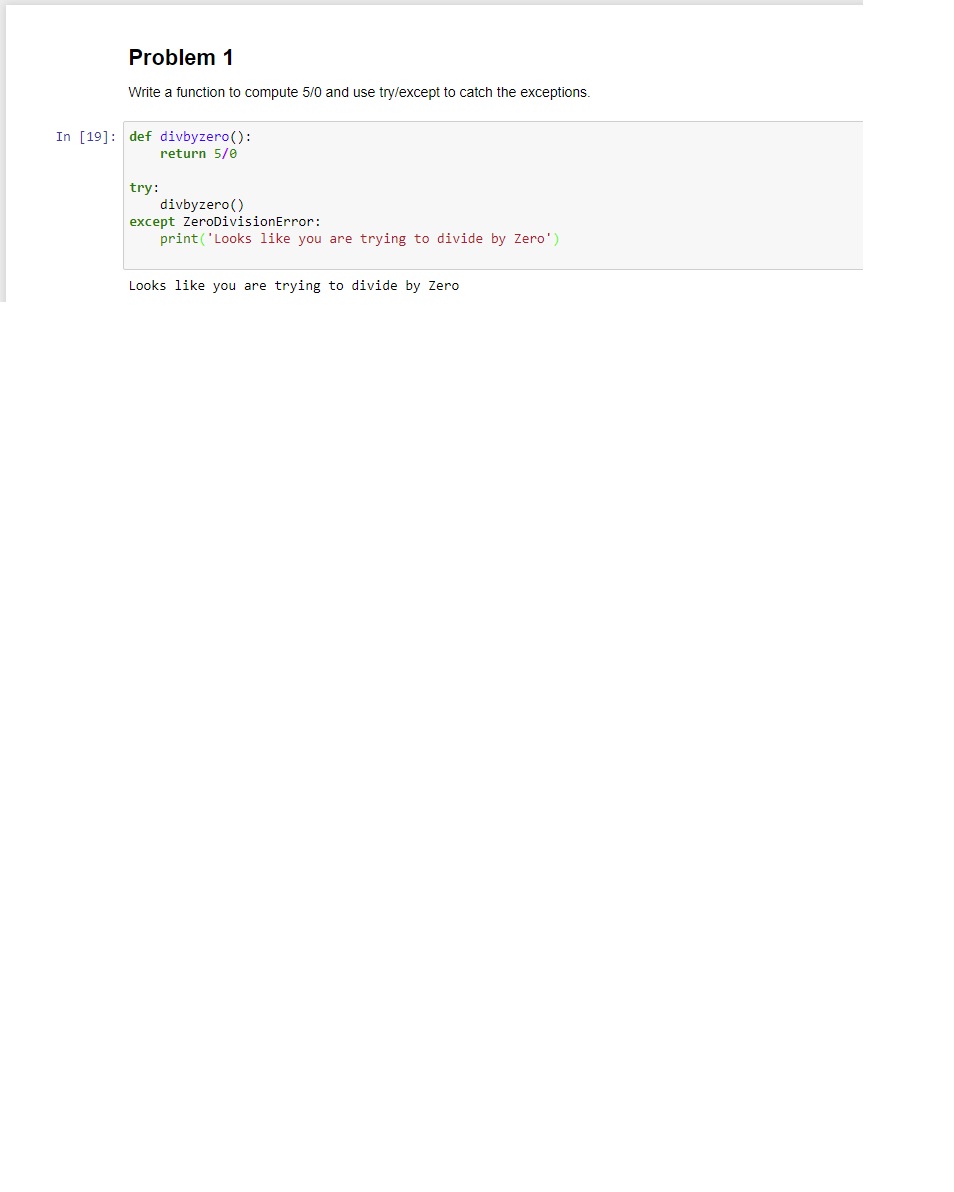 Problem 1
Write a function to compute 5/0 and use try/except to catch the exceptions.
In [19]: def divbyzero():
    return 5/0
try:
    divbyzero()
except ZeroDivisionError:
    print('Looks like you are trying to divide by Zero')
Looks like you are trying to divide by Zero